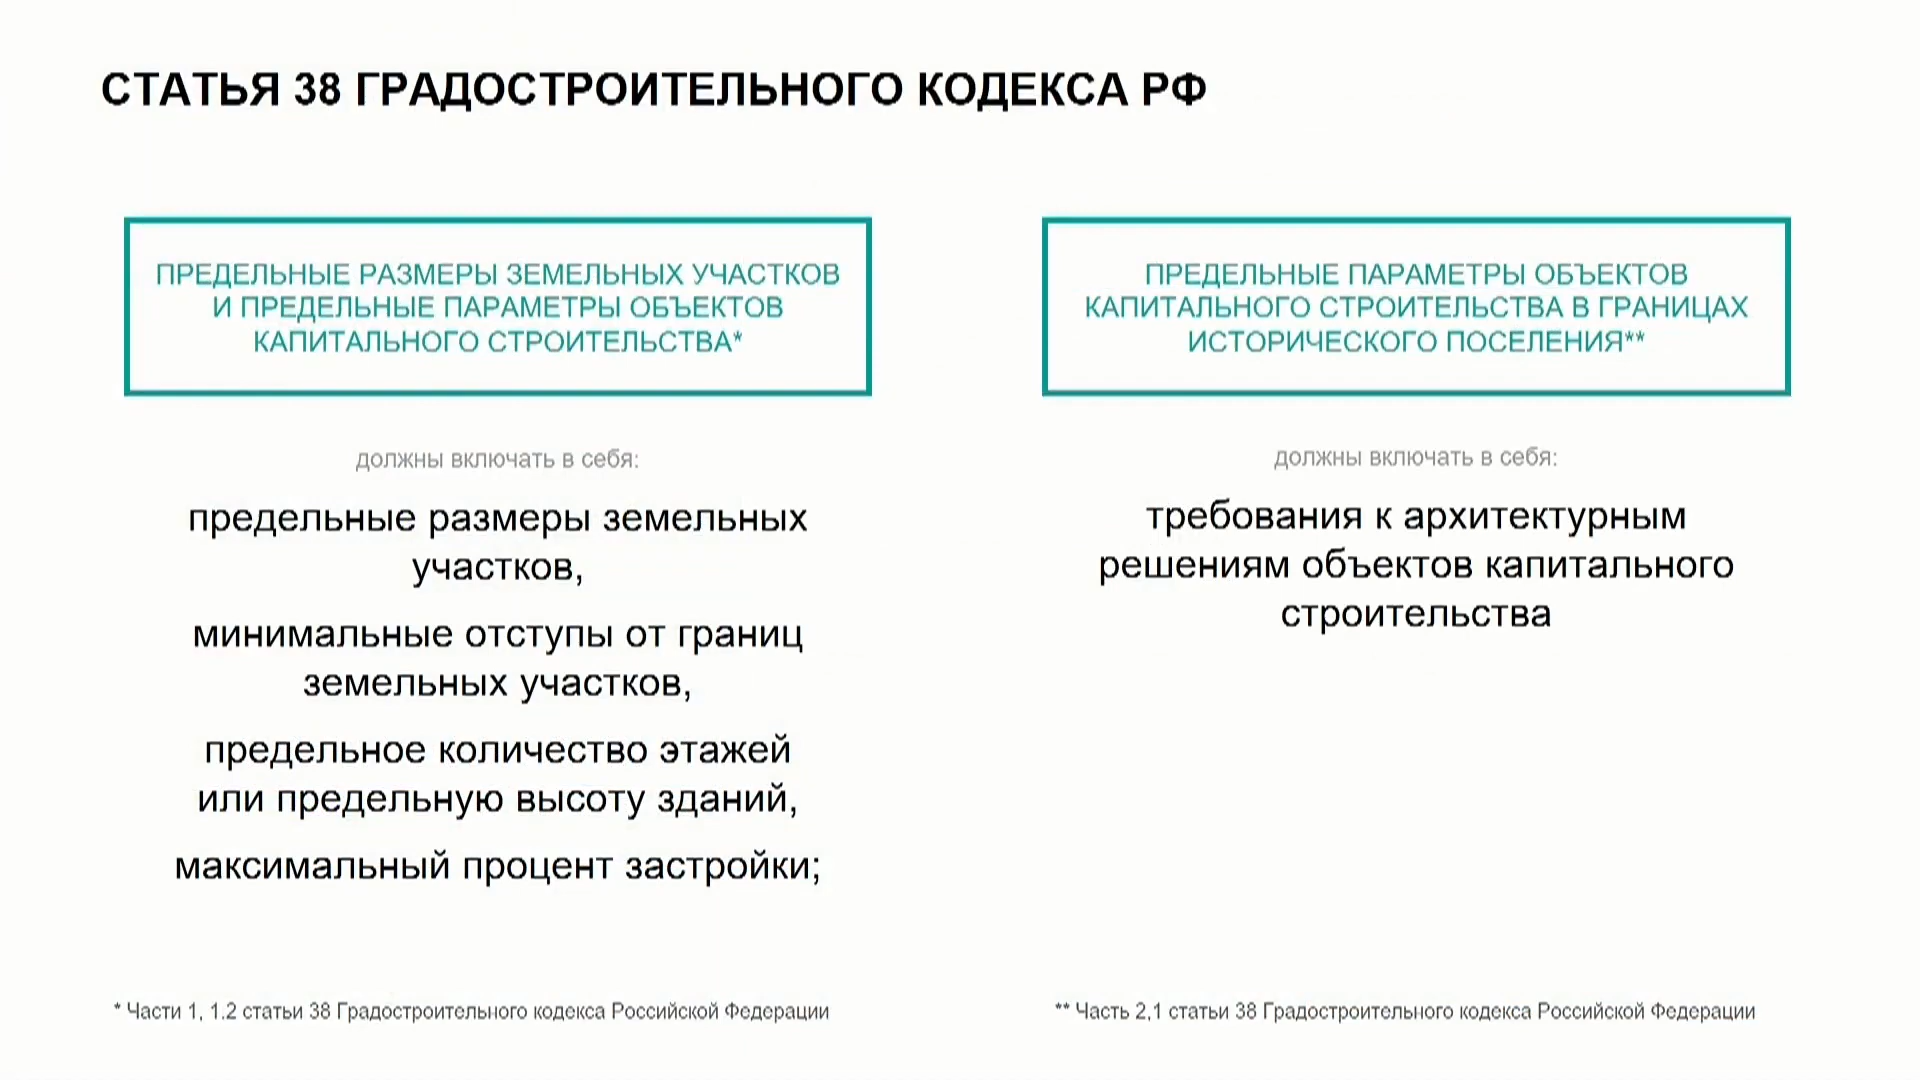 СТАТЬЯ 38 ГРАДОСТРОИТЕЛЬНОГО КОДЕКСА РФ
ПРЕДЕЛЬНЫЕ РАЗМЕРЫ ЗЕМЕЛЬНЫХ УЧАСТКОВ
И ПРЕДЕЛЬНЫЕ ПАРАМЕТРЫ ОБЪЕКТОВ
КАПИТАЛЬНОГО СТРОИТЕЛЬСТВА*
должны включать в себя:
предельные размеры земельных
участков,
минимальные отступы от границ
земельных участков,
предельное количество этажей
или предельную высоту зданий,
максимальный процент застройки;
* Части 1, 1.2 статьи 38 Градостроительного кодекса Российской Федерации
ПРЕДЕЛЬНЫЕ ПАРАМЕТРЫ ОБЪЕКТОВ
КАПИТАЛЬНОГО СТРОИТЕЛЬСТВА В ГРАНИЦАХ
ИСТОРИЧЕСКОГО ПОСЕЛЕНИЯ**
должны включать в себя:
требования к архитектурным
решениям объектов капитального
строительства
** Часть 2,1 статьи 38 Градостроительного кодекса Российской Федерации